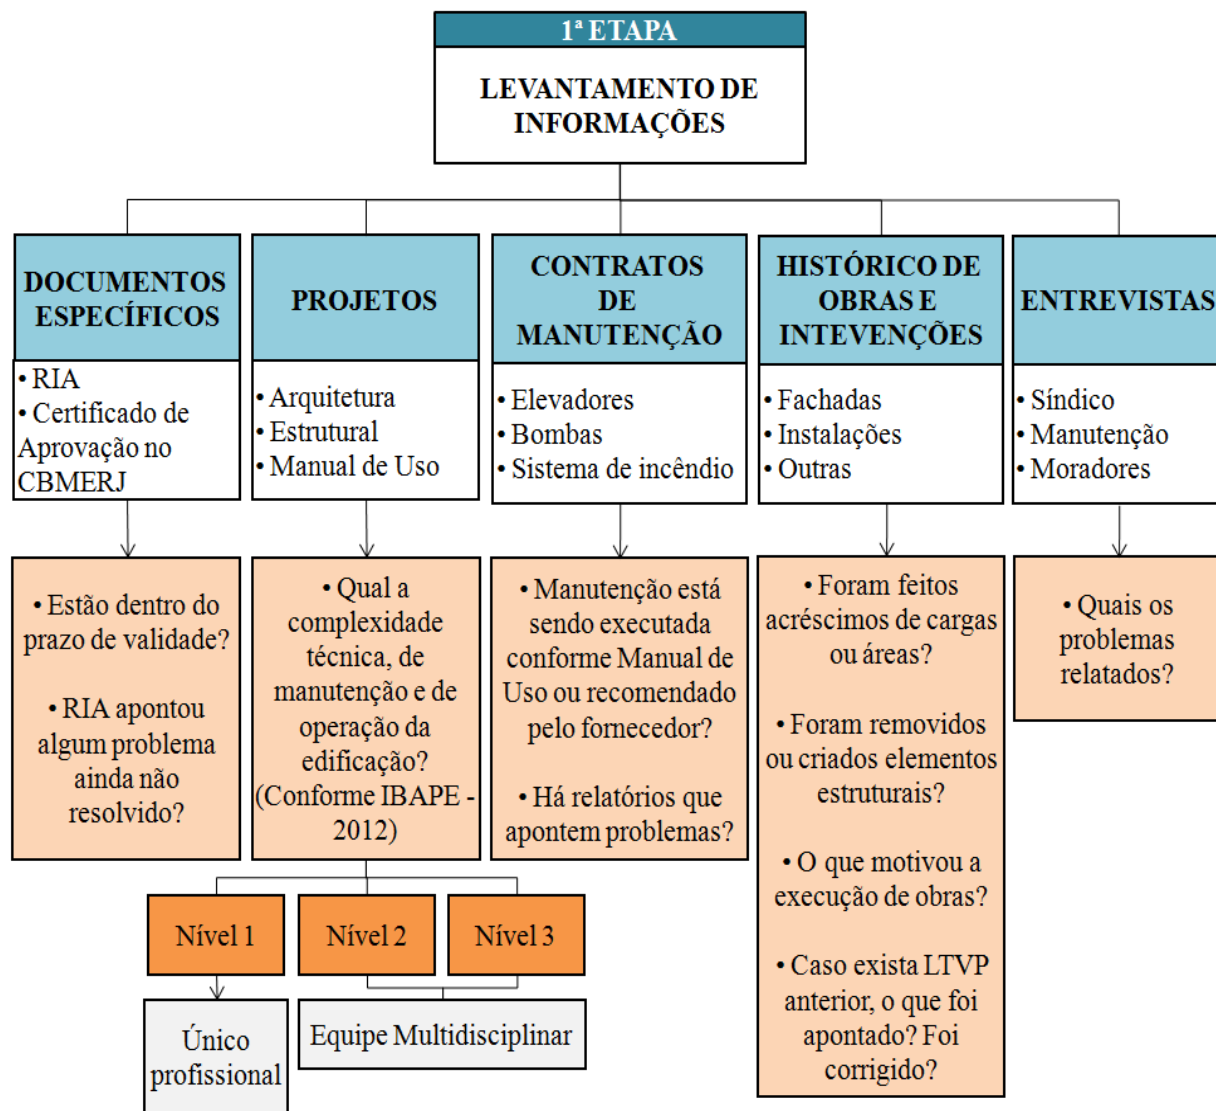 1ª ETAPA
LEVANTAMENTO DE
INFORMAÇÕES
DOCUMENTOS
ESPECÍFICOS
• RIA
• Certificado de
Aprovação no
CBMERJ
• Estão dentro do
prazo de validade?
• RIA apontou
algum problema
ainda não
resolvido?
PROJETOS
• Arquitetura
• Estrutural
• Manual de Uso
• Qual a
complexidade
técnica, de
manutenção e de
operação da
edificação?
(Conforme IBAPE -
2012)
Nível 1
Nível 2
Nível 3
Único
profissional
Equipe Multidisciplinar
CONTRATOS
DE
MANUTENÇÃO
• Elevadores
• Bombas
• Sistema de incêndio
• Manutenção está
sendo executada
conforme Manual de
Uso ou recomendado
pelo fornecedor?
• Há relatórios que
apontem problemas?
HISTÓRICO DE
OBRAS E
INTEVENÇÕES
• Fachadas
• Instalações
• Outras
• Foram feitos
acréscimos de cargas
ou áreas?
• Foram removidos
ou criados elementos
estruturais?
• O que motivou a
execução de obras?
• Caso exista LTVP
anterior, o que foi
apontado? Foi
corrigido?
ENTREVISTAS
• Síndico
• Manutenção
• Moradores
• Quais os
problemas
relatados?